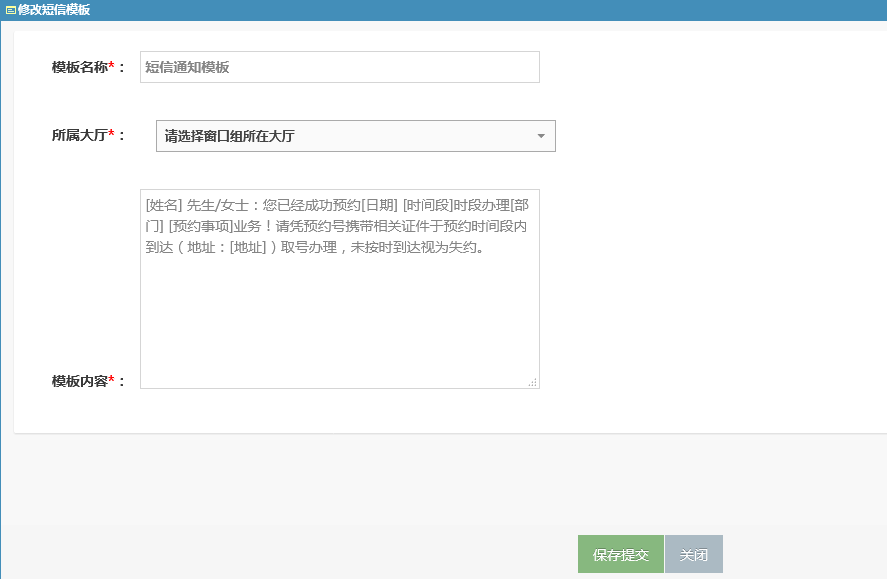 修改短信模板
模板名称*：
短信通知模板
所属大厅*：
请选择窗口组所在大厅
[姓名] 先生/女士：您已经成功预约[日期] [时间段]时段办理[部
门] [预约事项]业务！请凭预约号携带相关证件于预约时间段内
到达（地址：[地址]）取号办理，未按时到达视为失约。
模板内容*：
保存提交
关闭